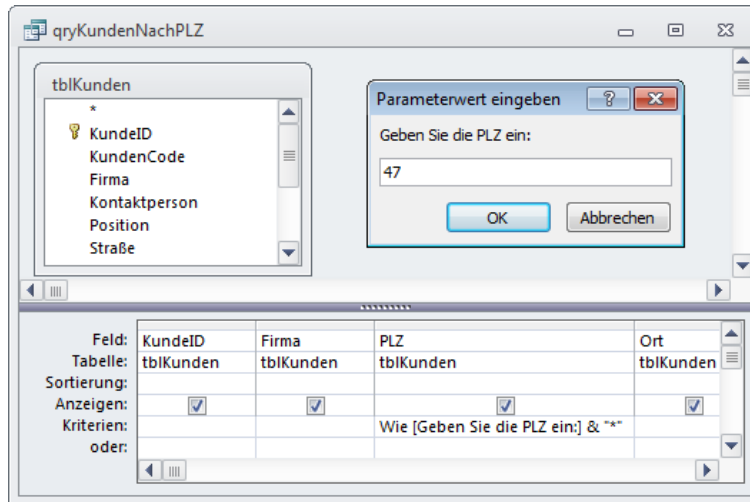 qryKundenNachPLZ
tblKunden
*
KundeID
KundenCode
Firma
Kontaktperson
Position
Straße
Parameterwert eingeben
?
Geben Sie die PLZ ein:
47
OK Abbrechen
Feld: KundeID Firma PLZ Ort
Tabelle: tblKunden tblKunden tblKunden tblKunden
Sortierung:
Anzeigen:
Kriterien: Wie [Geben Sie die PLZ ein:] & "*"
oder: